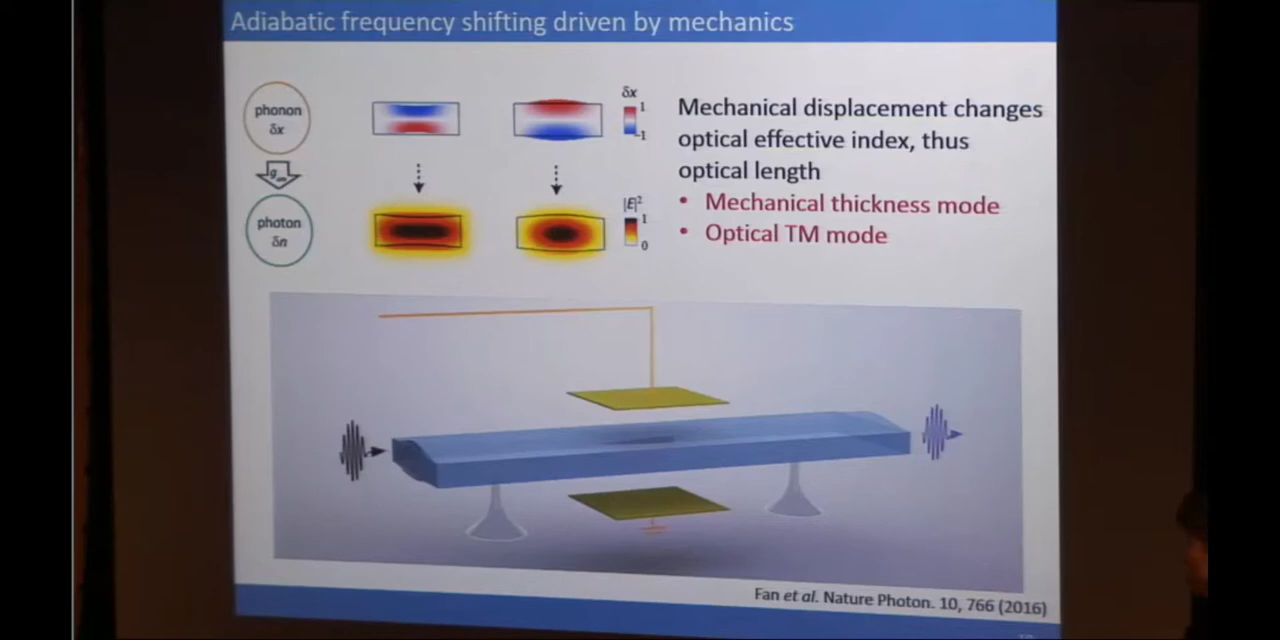 Adiabatic frequency shifting driven by mechanics
phonon
δx
photon
δn
δx
1
-1
|E|²
1
0
Mechanical displacement changes
optical effective index, thus
optical length
• Mechanical thickness mode
• Optical TM mode
Fan et al. Nature Photon. 10, 766 (2016)